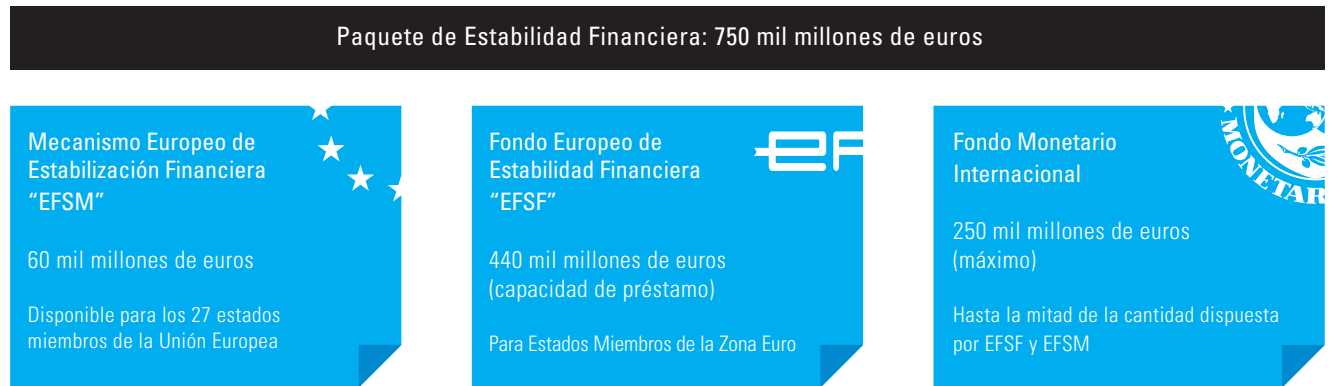 Paquete de Estabilidad Financiera: 750 mil millones de euros
Mecanismo Europeo de
Estabilización Financiera
“EFSM”
60 mil millones de euros
Disponible para los 27 estados
miembros de la Unión Europea
Fondo Europeo de
Estabilidad Financiera
“EFSF”
440 mil millones de euros
(capacidad de préstamo)
Para Estados Miembros de la Zona Euro
Fondo Monetario
Internacional
250 mil millones de euros
(máximo)
Hasta la mitad de la cantidad dispuesta
por EFSF y EFSM